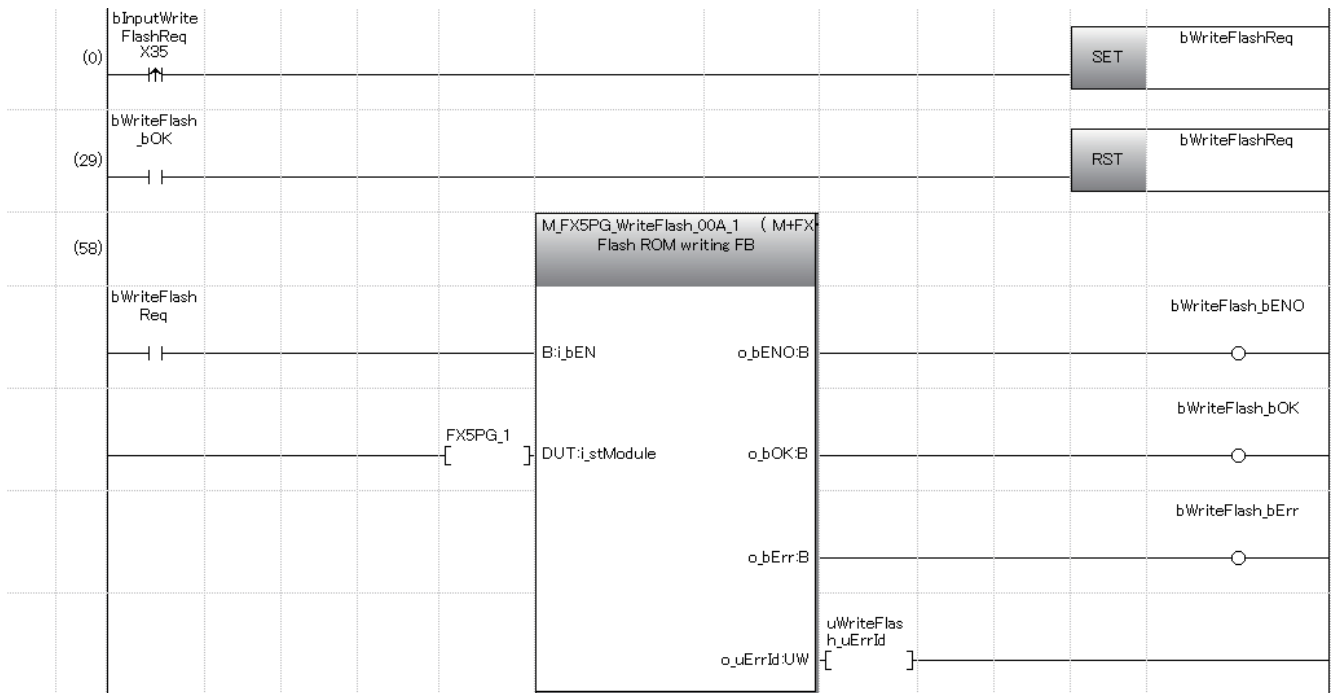 bInputWrite
FlashReq
X35
(0)
SET
bWriteFlashReq
bWriteFlash
_bOK
(29)
RST
bWriteFlashReq
(58)
M_FX5PG_WriteFlash_00A_1 ( M+FX
Flash ROM writing FB
bWriteFlash
Req
B:i_bEN
o_bENO:B
bWriteFlash_bENO
FX5PG_1
DUT:i_stModule
o_bOK:B
bWriteFlash_bOK
o_bErr:B
bWriteFlash_bErr
o_uErrId:UW
uWriteFlas
h_uErrId